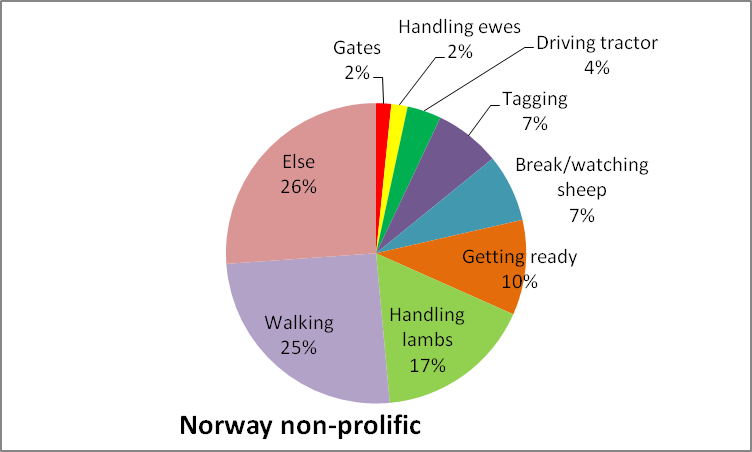 Gates
2%
Handling ewes
2%
Driving tractor
4%
Tagging
7%
Break/watching
sheep
7%
Getting ready
10%
Handling
lambs
17%
Walking
25%
Else
26%
Norway non-prolific